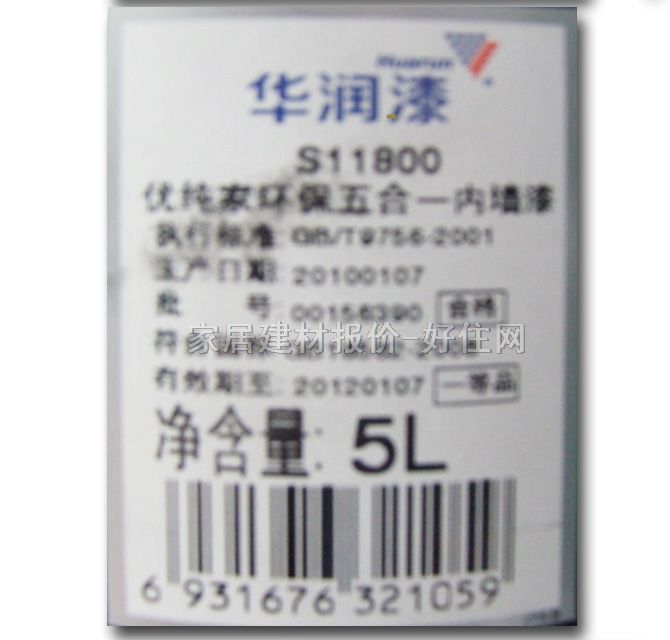 Huarun
华润漆
S11800
优纯家环保五合一内墙漆
执行标准: GB/T9756-2001
生产日期: 20100107
批 号: 00156390 合格
家居建材报价-好住网
符
有效期至: 20120107 一等品
净含量: 5L
6 931676 321059